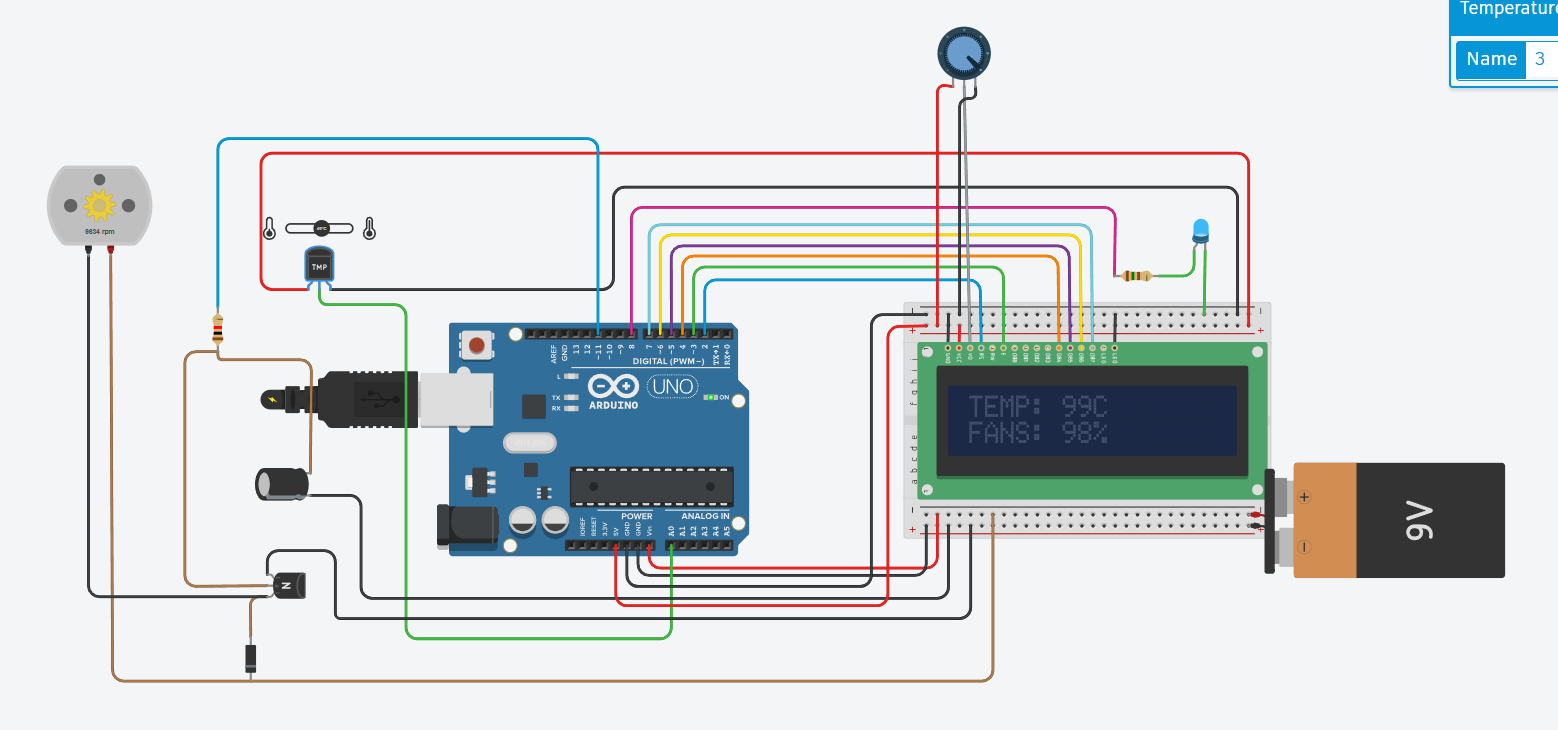 Temperature
Name 3
9634 rpm
TMP
AREF
GND
13
12
~11
~10
~9
8
7
~6
~5
4
~3
2
TX→1
RX←0
DIGITAL (PWM~)
L
TX
RX
ARDUINO
UNO
ON
POWER
ANALOG IN
IOREF
RESET
3.3V
5V
GND
GND
Vin
A0
A1
A2
A3
A4
A5
N
TEMP: 99C
FANS: 98%
a b c d e
f g h i j
+
−
9V